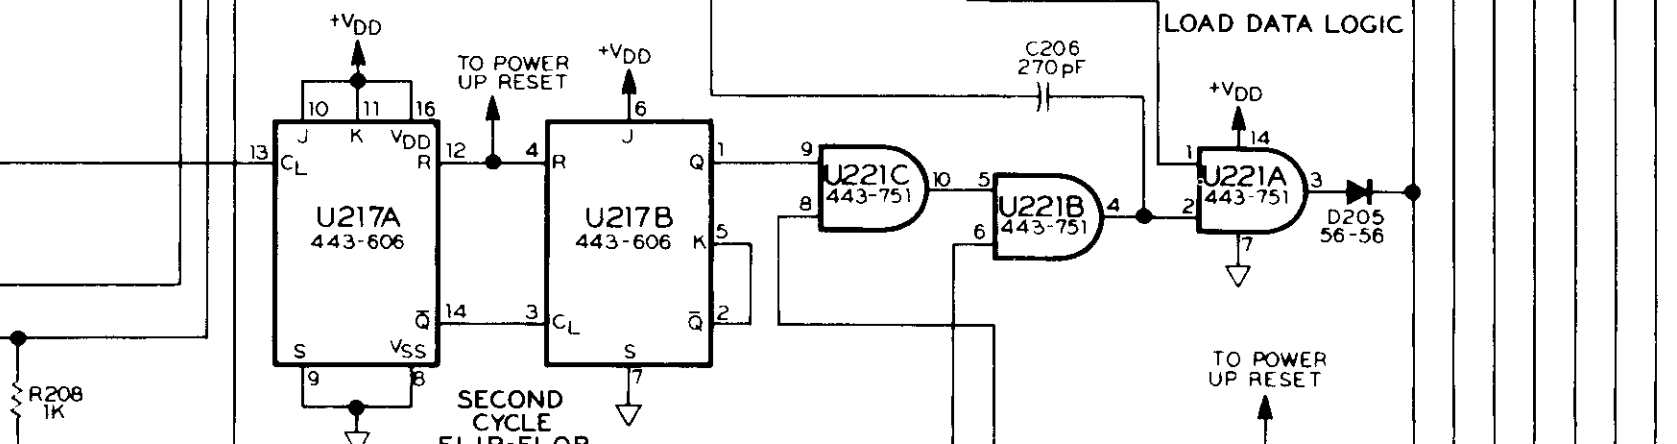 +VDD
TO POWER
UP RESET
+VDD
LOAD DATA LOGIC
C206
270pF
+VDD
10 11 16
J K VDD
13 CL
R 12
U217A
443-606
Q̅ 14
S VSS
9 8
6
J
4 R
Q 1
U217B
443-606
K 5
3 CL
Q̅ 2
S
7
SECOND
CYCLE
FLIP-FLOP
9
8
U221C
443-751
10
5
6
U221B
443-751
4
14
1
2
U221A
443-751
3
7
D205
56-56
TO POWER
UP RESET
R208
1K